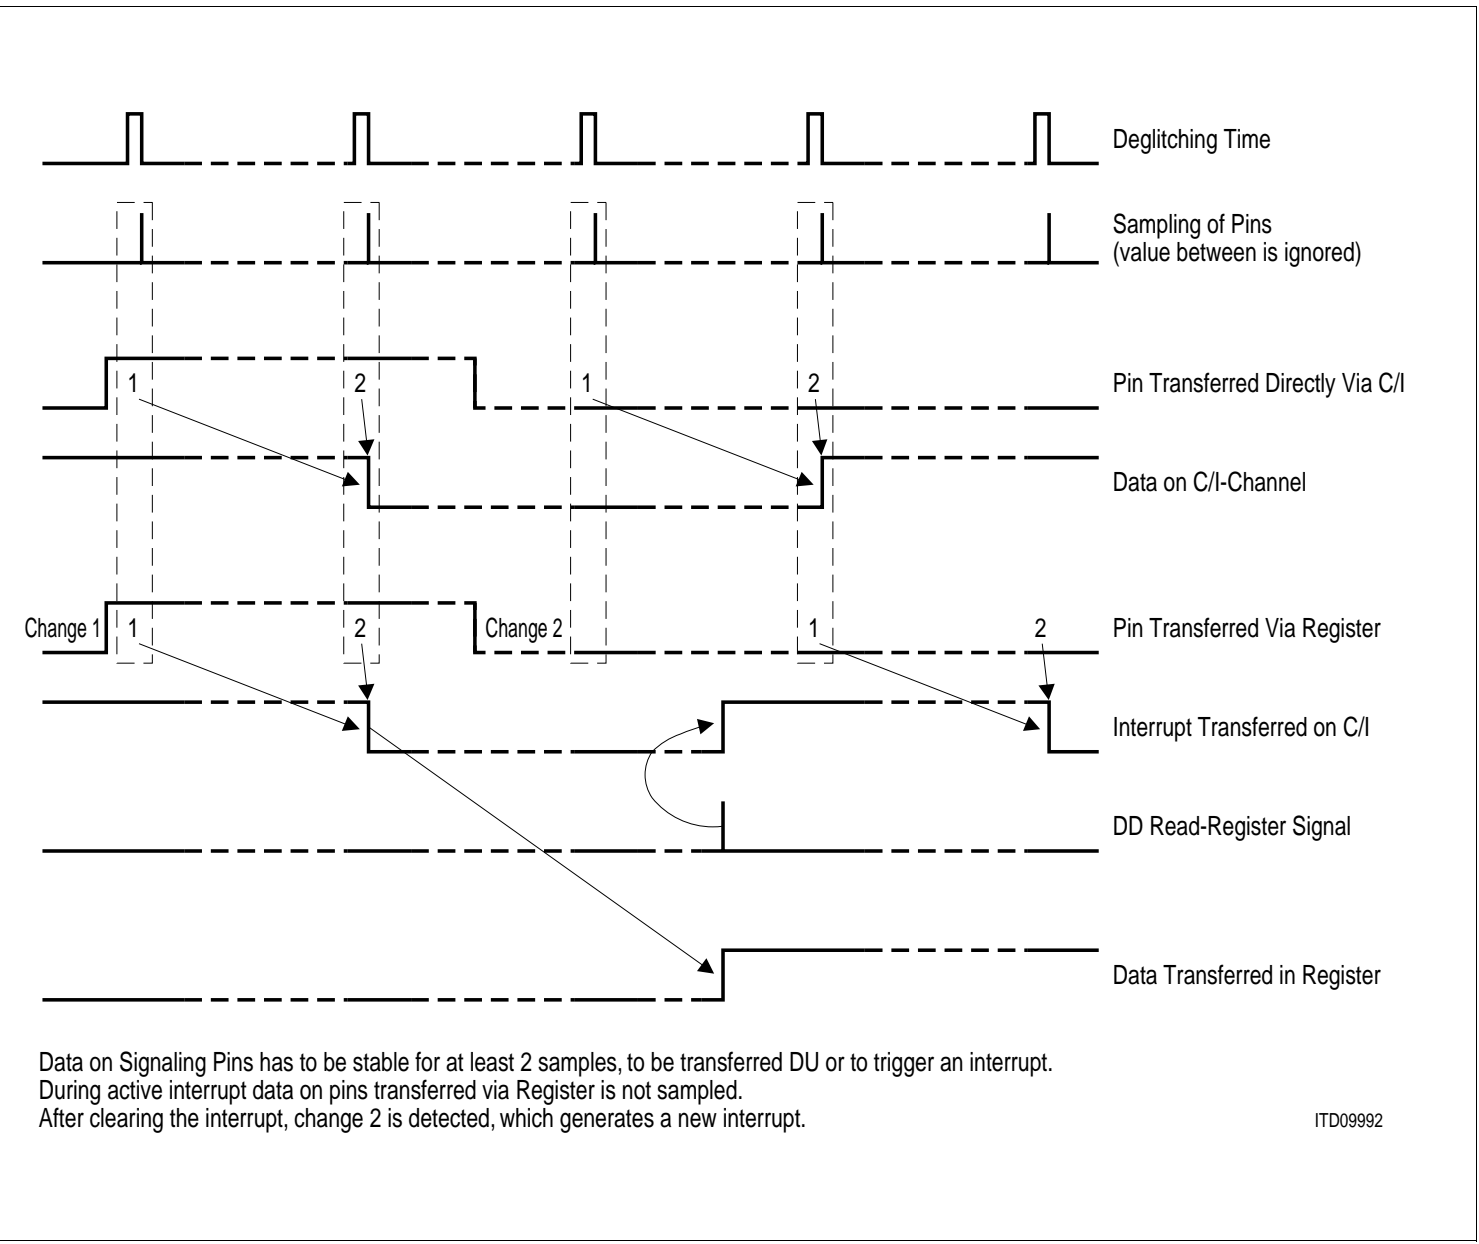 Deglitching Time
Sampling of Pins
(value between is ignored)
1 2 1 2 Pin Transferred Directly Via C/I
Data on C/I-Channel
Change 1 1 2 Change 2 1 2 Pin Transferred Via Register
Interrupt Transferred on C/I
DD Read-Register Signal
Data Transferred in Register
Data on Signaling Pins has to be stable for at least 2 samples, to be transferred DU or to trigger an interrupt.
During active interrupt data on pins transferred via Register is not sampled.
After clearing the interrupt, change 2 is detected, which generates a new interrupt.
ITD09992